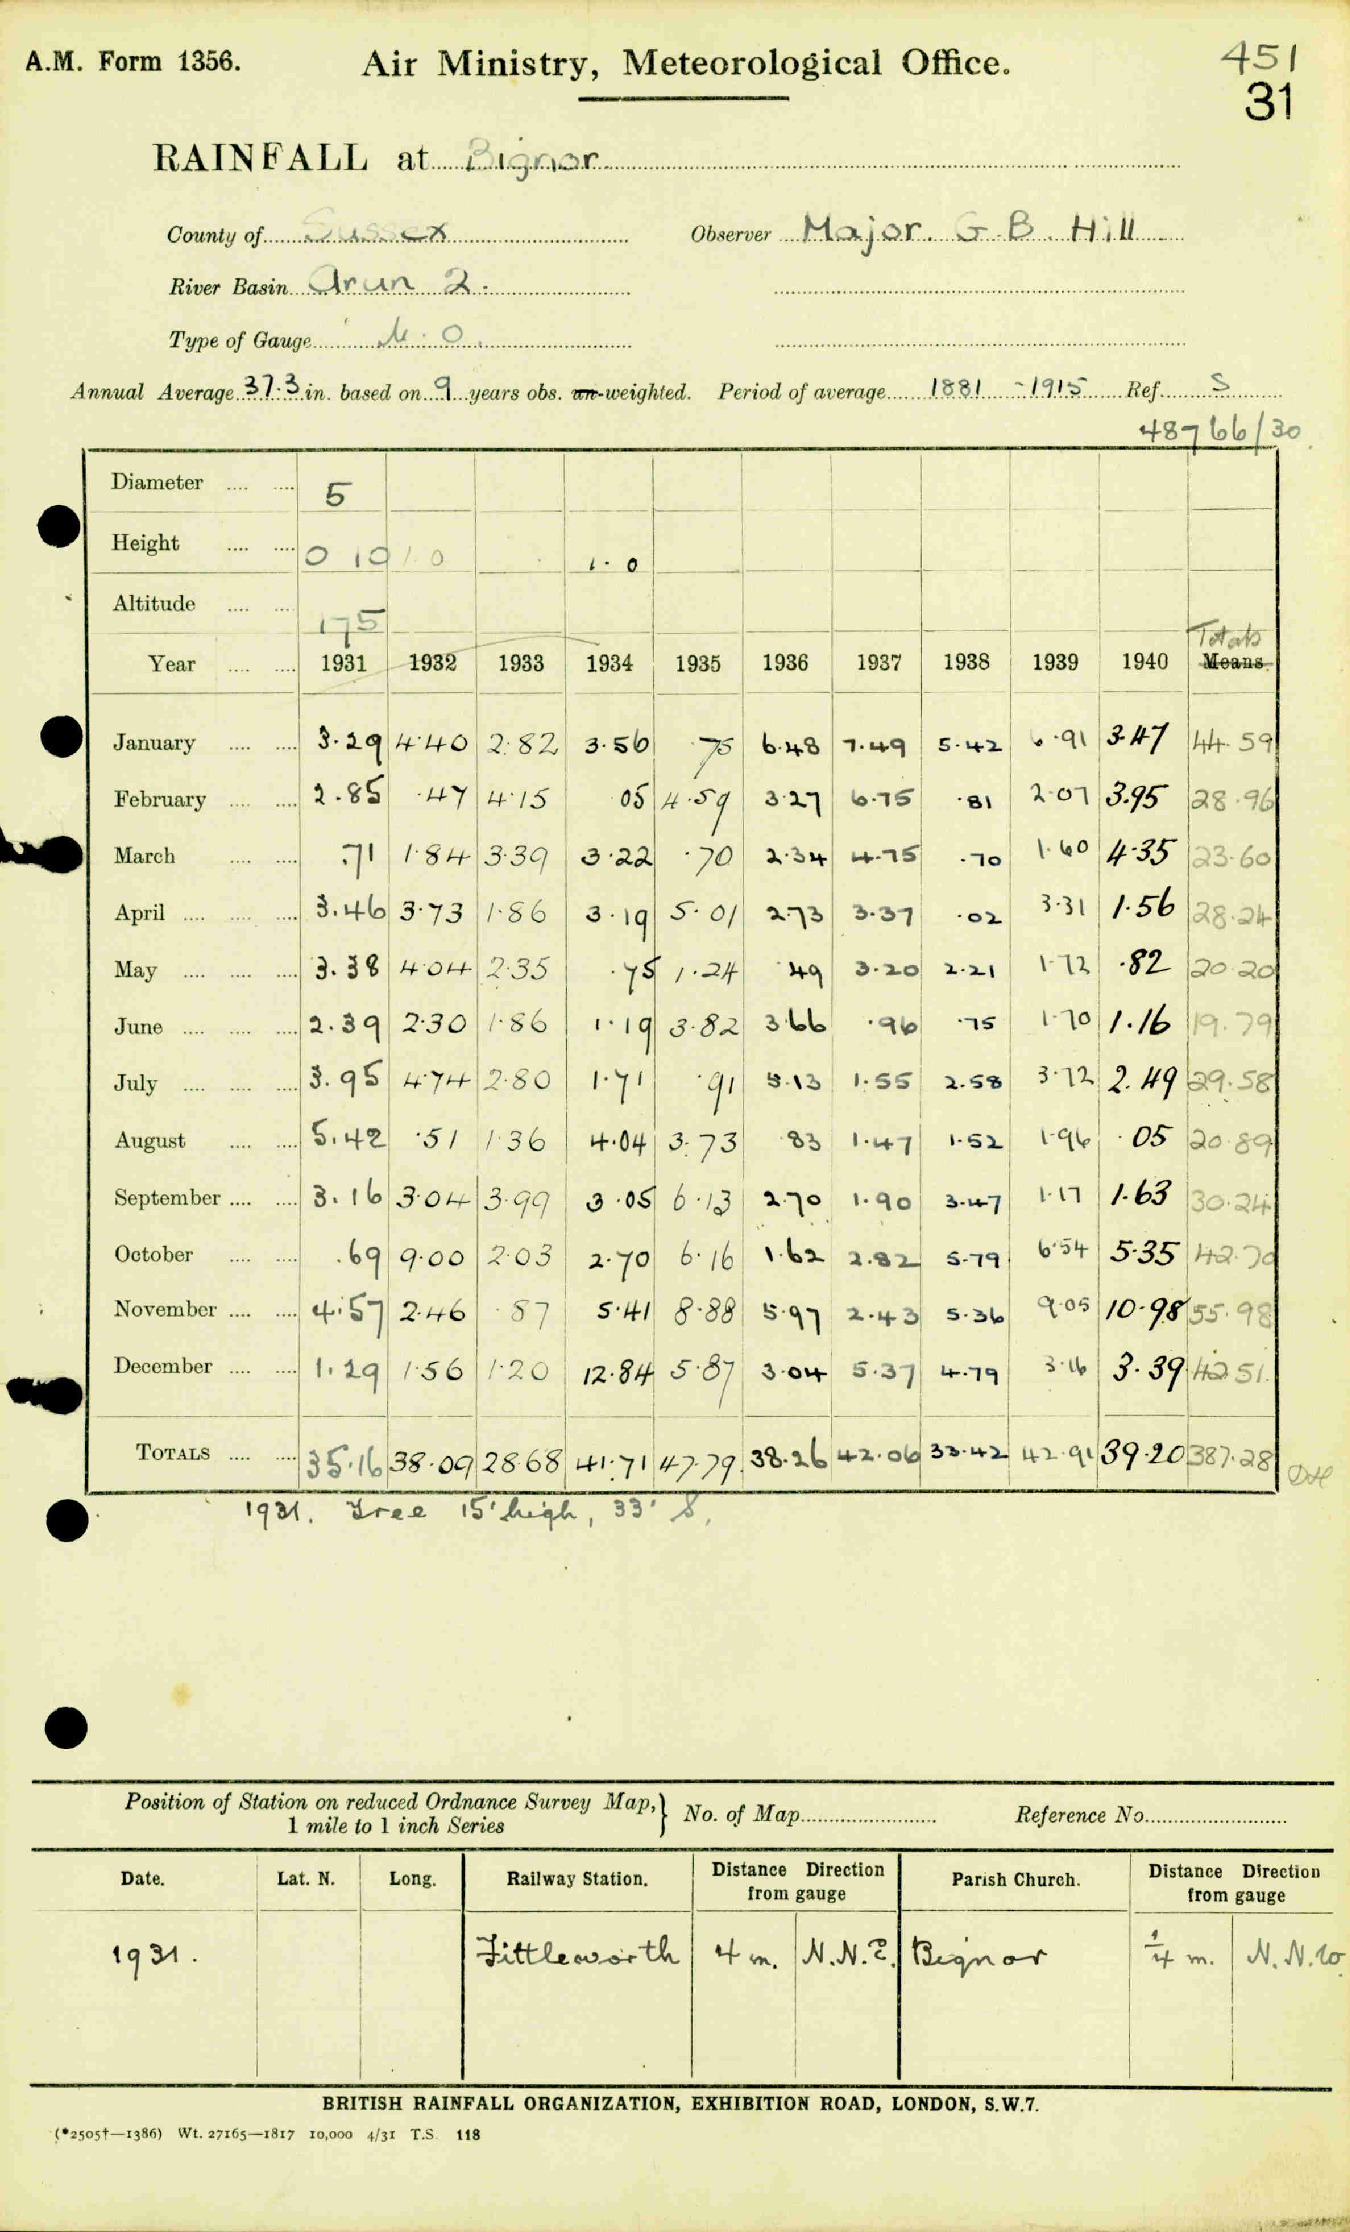 A.M. Form 1356. Air Ministry, Meteorological Office. 451
31
RAINFALL at Bignor
County of Sussex Observer Major. G. B. Hill
River Basin Arun 2.
Type of Gauge M.O.
Annual Average 37.3 in. based on 9 years obs. un-weighted. Period of average 1881 - 1915 Ref. S
48766/30
Diameter 5
Height 0 10 1.0 1.0
Altitude 175
Totals
Year 1931 1932 1933 1934 1935 1936 1937 1938 1939 1940 Means.
January 3.29 4.40 2.82 3.56 .75 6.48 7.49 5.42 6.91 3.47 44.59
February 2.85 .47 4.15 05 4.59 3.27 6.75 .81 2.07 3.95 28.96
March .71 1.84 3.39 3.22 .70 2.34 4.75 .70 1.60 4.35 23.60
April 3.46 3.73 1.86 3.19 5.01 2.73 3.37 .02 3.31 1.56 28.24
May 3.38 4.04 2.35 .75 1.24 .49 3.20 2.21 1.72 .82 20.20
June 2.39 2.30 1.86 1.19 3.82 3.66 .96 .75 1.70 1.16 19.79
July 3.95 4.74 2.80 1.71 .91 5.13 1.55 2.58 3.72 2.49 29.58
August 5.42 .51 1.36 4.04 3.73 83 1.47 1.52 1.96 .05 20.89
September 3.16 3.04 3.99 3.05 6.13 2.70 1.90 3.47 1.17 1.63 30.24
October .69 9.00 2.03 2.70 6.16 1.62 2.82 5.79 6.54 5.35 42.70
November 4.57 2.46 .87 5.41 8.88 5.97 2.43 5.36 9.05 10.98 55.98
December 1.29 1.56 1.20 12.84 5.87 3.04 5.37 4.79 3.16 3.39 42.51
TOTALS 35.16 38.09 28.68 41.71 47.79 38.26 42.06 33.42 42.91 39.20 387.28
1931. Tree 15' high, 33' S.
Position of Station on reduced Ordnance Survey Map, } No. of Map Reference No.
1 mile to 1 inch Series
Date. Lat. N. Long. Railway Station. Distance Direction from gauge Parish Church. Distance Direction from gauge
1931. Fittleworth 4 m. N.N.E. Bignor 1/4 m. N.N.W.
BRITISH RAINFALL ORGANIZATION, EXHIBITION ROAD, LONDON, S.W.7.
(*2505†—1386) Wt. 27165—1817 10,000 4/31 T.S. 118